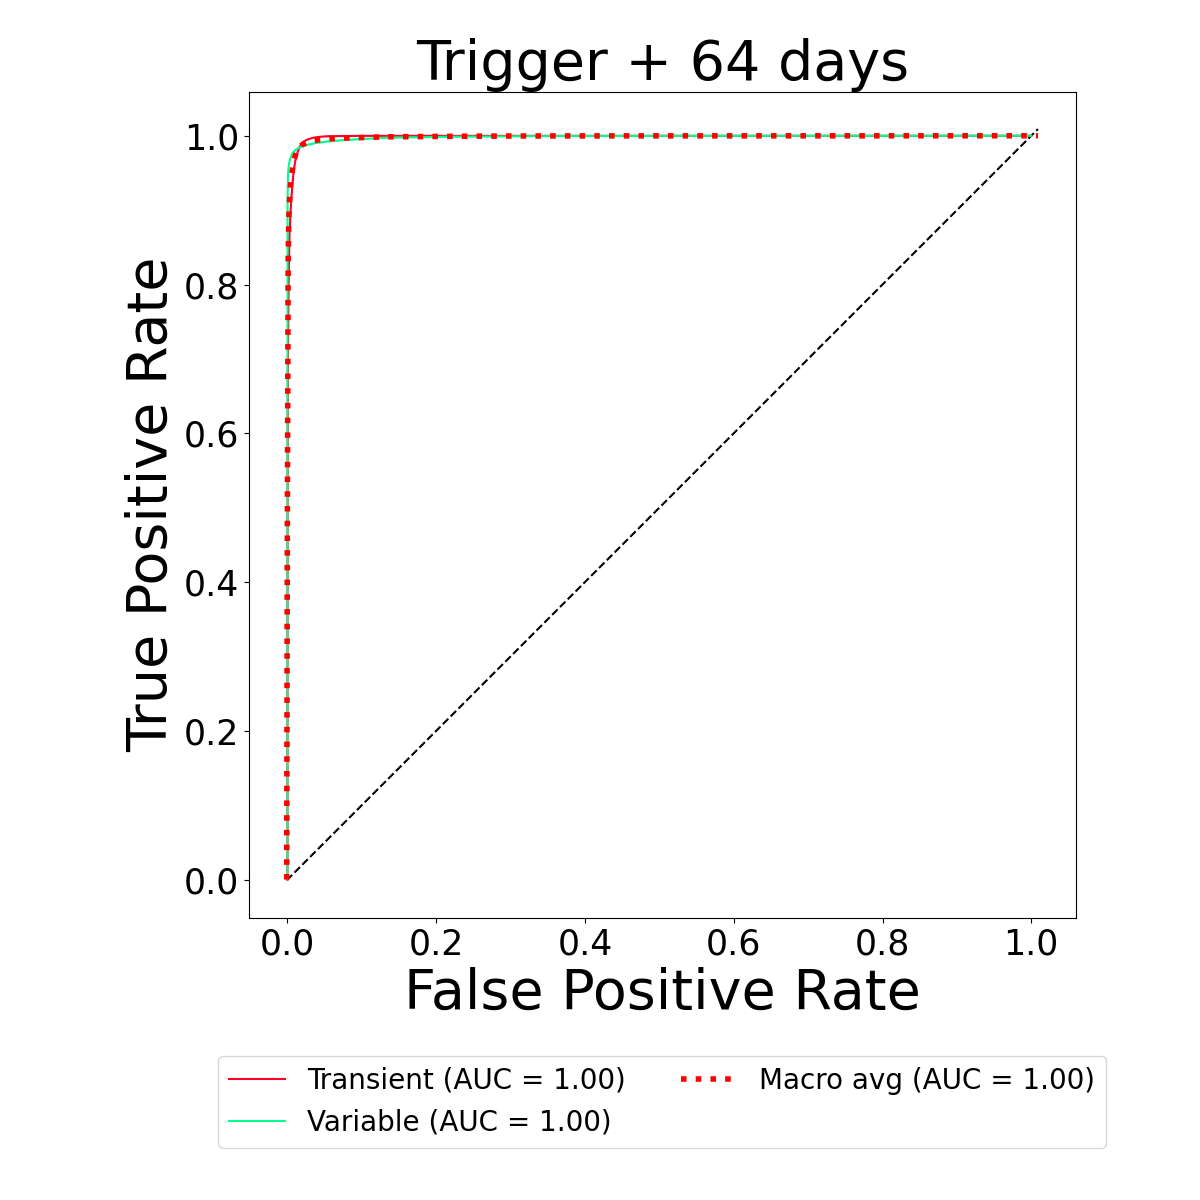 Trigger + 64 days
True Positive Rate
1.0
0.8
0.6
0.4
0.2
0.0
0.0 0.2 0.4 0.6 0.8 1.0
False Positive Rate
Transient (AUC = 1.00)
Variable (AUC = 1.00)
Macro avg (AUC = 1.00)